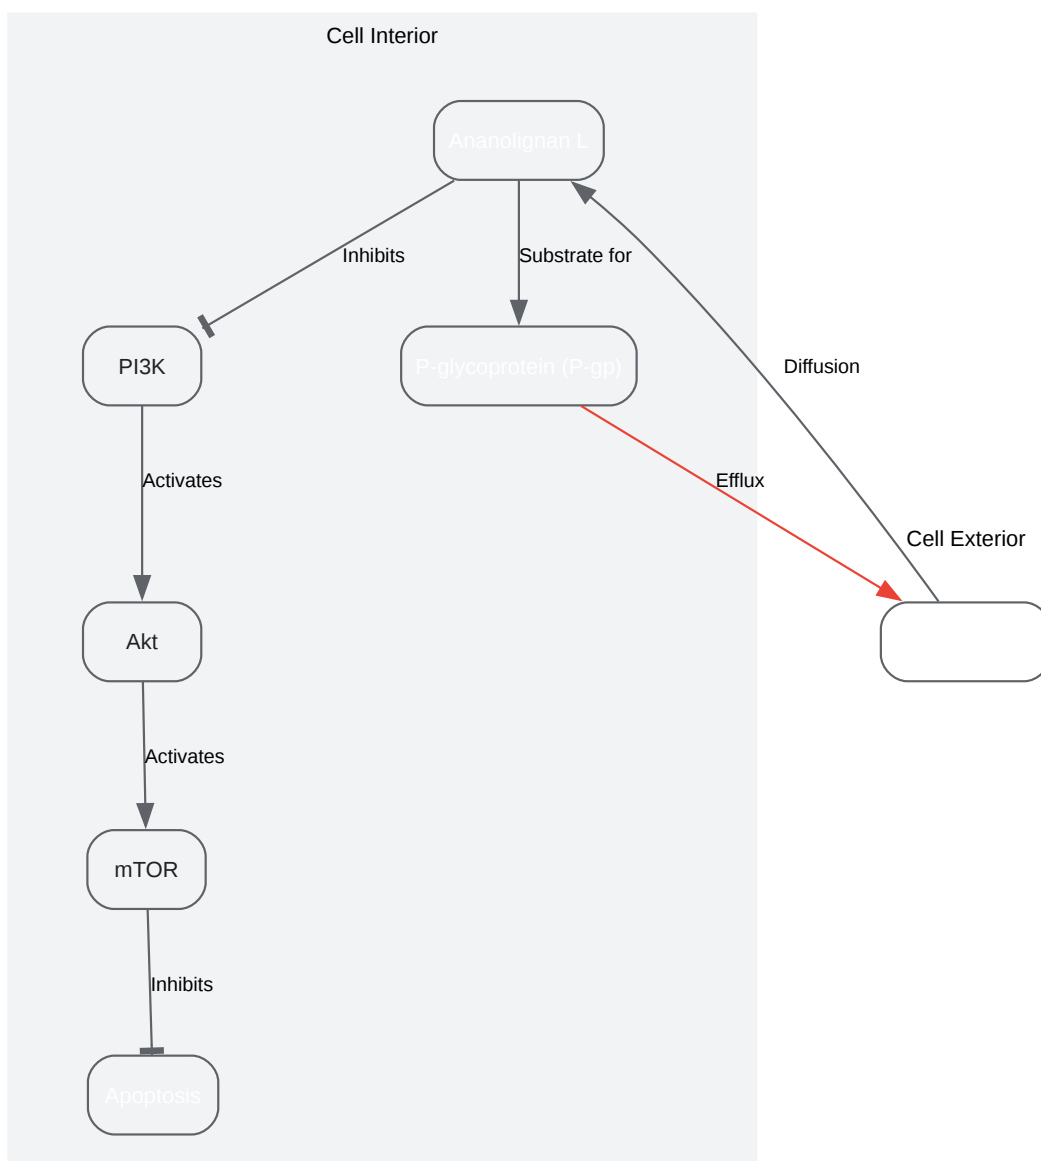 Cell Interior
Ananolignan L
Inhibits
Substrate for
PI3K
P-glycoprotein (P-gp)
Diffusion
Activates
Efflux
Cell Exterior
Akt
Activates
mTOR
Inhibits
Apoptosis